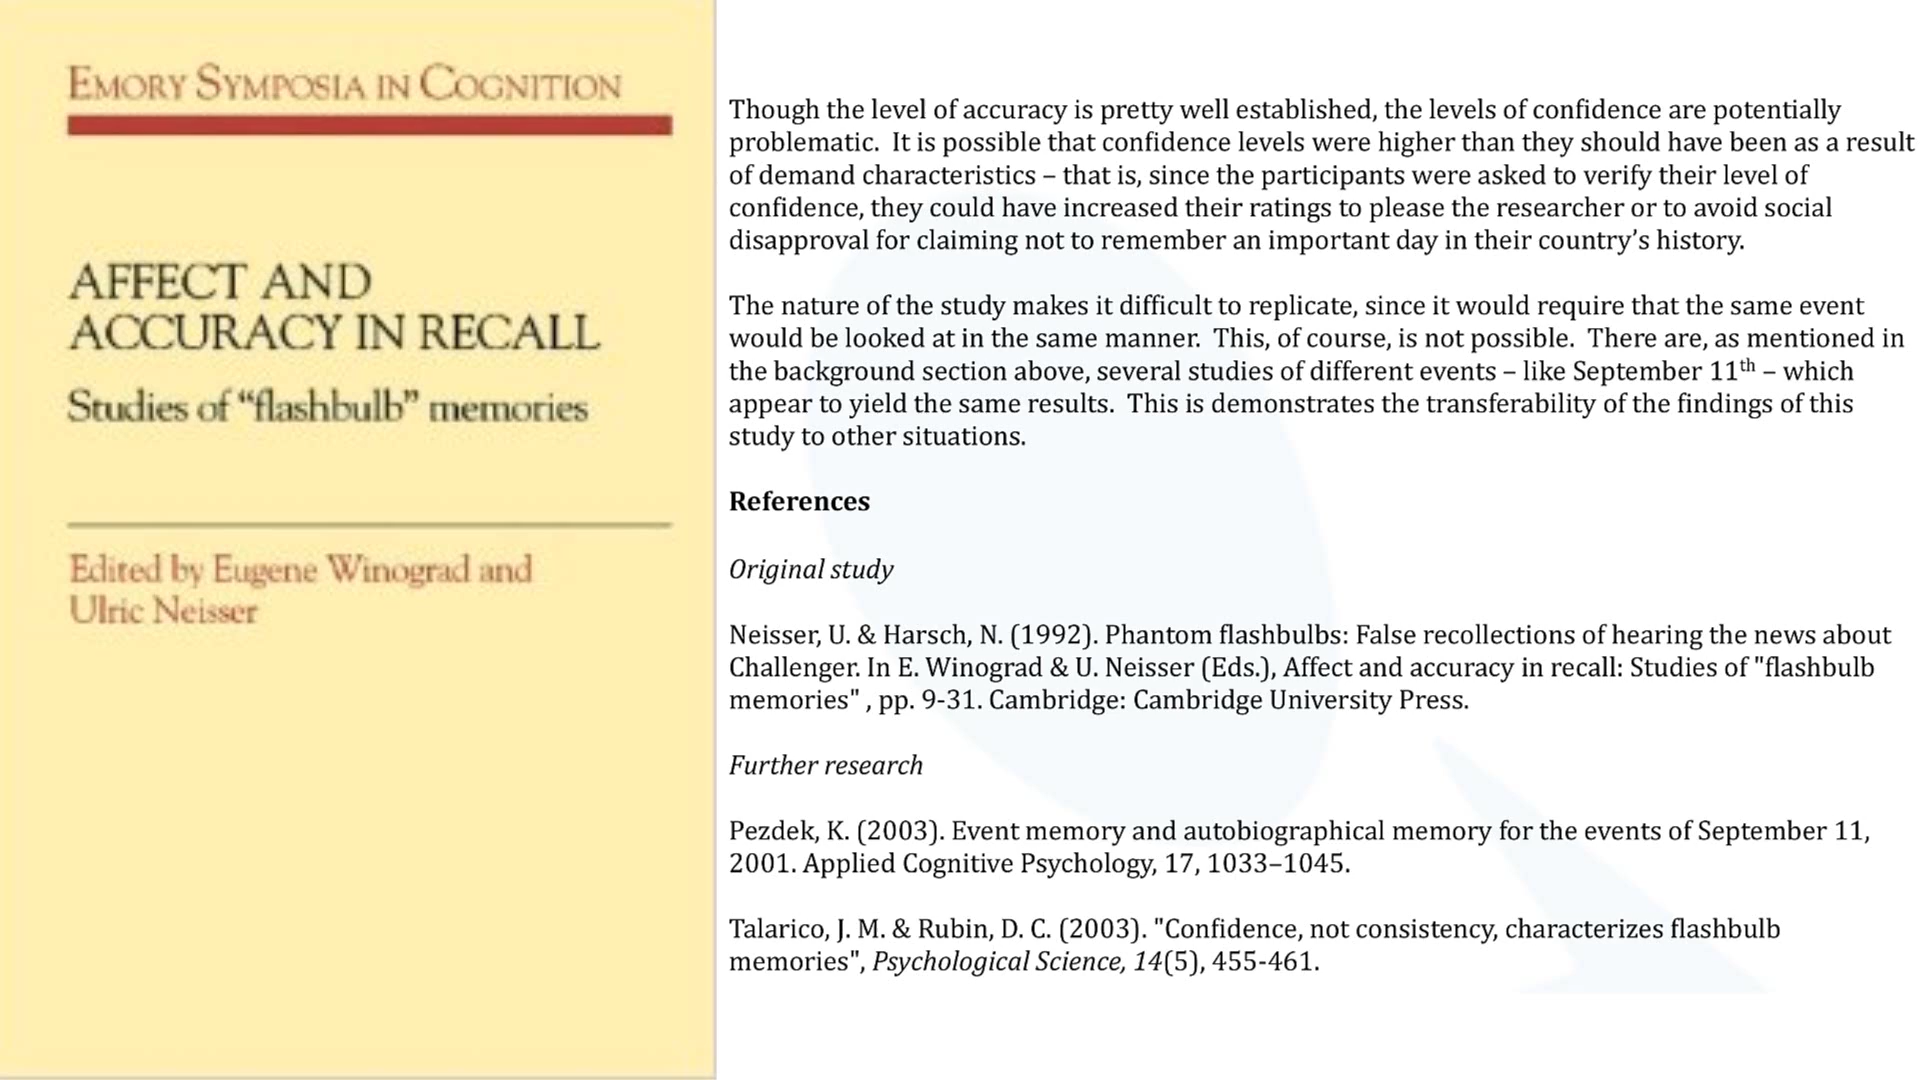 EMORY SYMPOSIA IN COGNITION
AFFECT AND
ACCURACY IN RECALL
Studies of “flashbulb” memories
Edited by Eugene Winograd and
Ulric Neisser
Though the level of accuracy is pretty well established, the levels of confidence are potentially
problematic.  It is possible that confidence levels were higher than they should have been as a result
of demand characteristics – that is, since the participants were asked to verify their level of
confidence, they could have increased their ratings to please the researcher or to avoid social
disapproval for claiming not to remember an important day in their country’s history.
The nature of the study makes it difficult to replicate, since it would require that the same event
would be looked at in the same manner.  This, of course, is not possible.  There are, as mentioned in
the background section above, several studies of different events – like September 11th – which
appear to yield the same results.  This is demonstrates the transferability of the findings of this
study to other situations.
References
Original study
Neisser, U. & Harsch, N. (1992). Phantom flashbulbs: False recollections of hearing the news about
Challenger. In E. Winograd & U. Neisser (Eds.), Affect and accuracy in recall: Studies of "flashbulb
memories" , pp. 9-31. Cambridge: Cambridge University Press.
Further research
Pezdek, K. (2003). Event memory and autobiographical memory for the events of September 11,
2001. Applied Cognitive Psychology, 17, 1033–1045.
Talarico, J. M. & Rubin, D. C. (2003). "Confidence, not consistency, characterizes flashbulb
memories", Psychological Science, 14(5), 455-461.